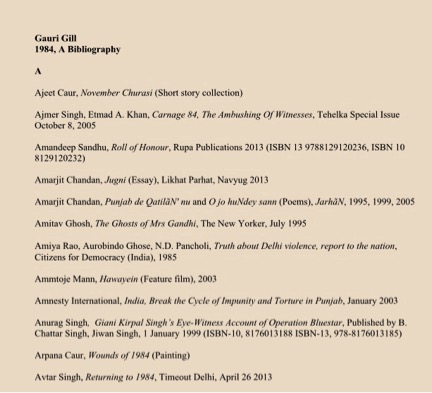 Gauri Gill
1984, A Bibliography
A
Ajeet Caur, November Churasi (Short story collection)
Ajmer Singh, Etmad A. Khan, Carnage 84, The Ambushing Of Witnesses, Tehelka Special Issue
October 8, 2005
Amandeep Sandhu, Roll of Honour, Rupa Publications 2013 (ISBN 13 9788129120236, ISBN 10
8129120232)
Amarjit Chandan, Jugni (Essay), Likhat Parhat, Navyug 2013
Amarjit Chandan, Punjab de QatilãN' nu and O jo huNdey sann (Poems), JarhãN, 1995, 1999, 2005
Amitav Ghosh, The Ghosts of Mrs Gandhi, The New Yorker, July 1995
Amiya Rao, Aurobindo Ghose, N.D. Pancholi, Truth about Delhi violence, report to the nation,
Citizens for Democracy (India), 1985
Ammtoje Mann, Hawayein (Feature film), 2003
Amnesty International, India, Break the Cycle of Impunity and Torture in Punjab, January 2003
Anurag Singh, Giani Kirpal Singh's Eye-Witness Account of Operation Bluestar, Published by B.
Chattar Singh, Jiwan Singh, 1 January 1999 (ISBN-10, 8176013188 ISBN-13, 978-8176013185)
Arpana Caur, Wounds of 1984 (Painting)
Avtar Singh, Returning to 1984, Timeout Delhi, April 26 2013